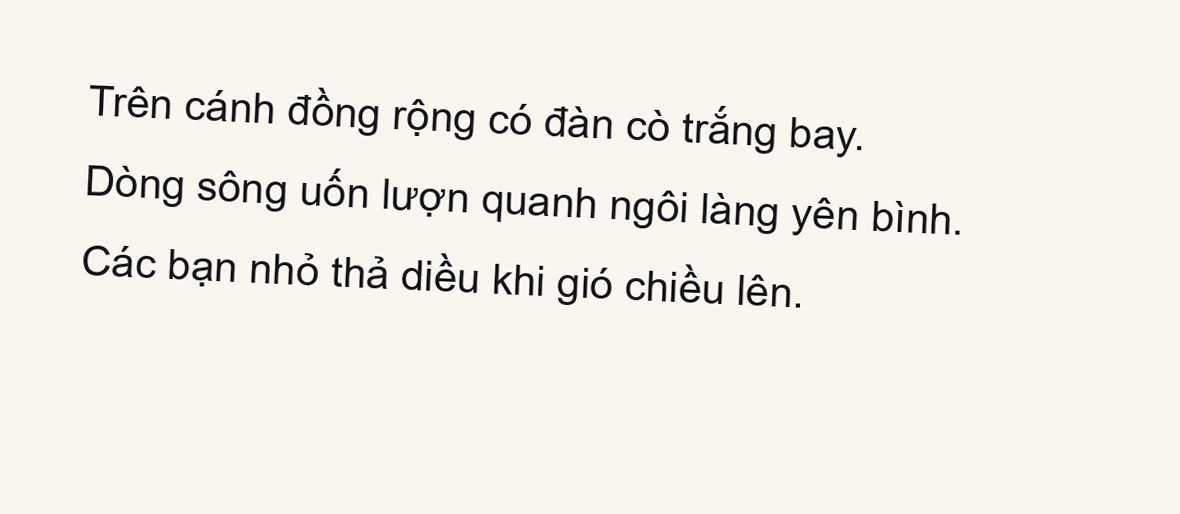 Trên cánh đồng rộng có đàn cò trắng bay.
Dòng sông uốn lượn quanh ngôi làng yên bình.
Các bạn nhỏ thả diều khi gió chiều lên.